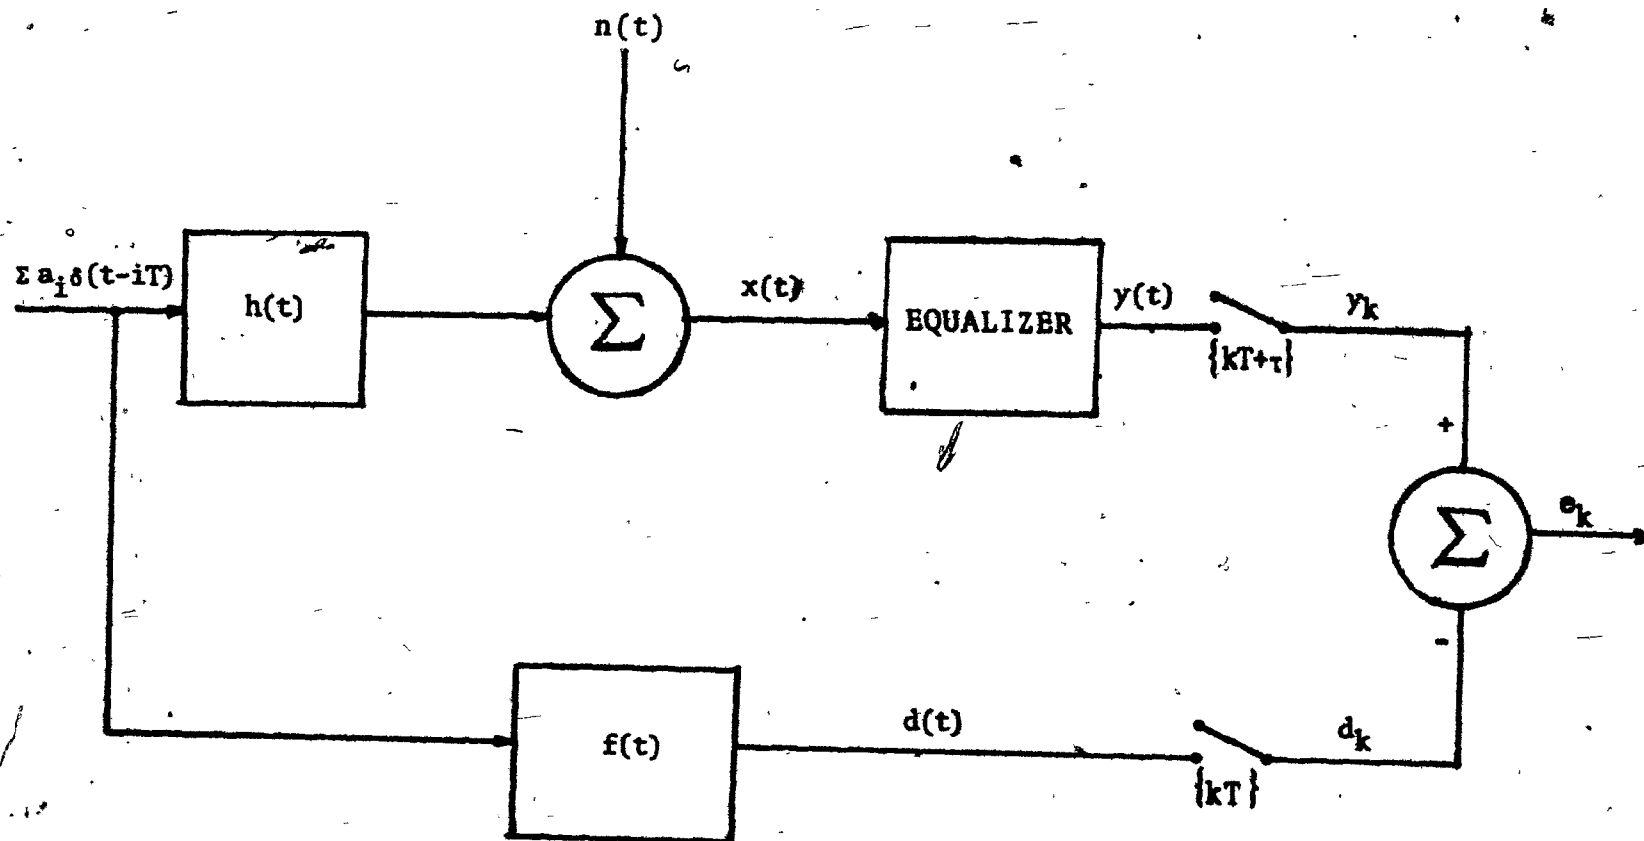 n(t)
Σ a_i δ(t-iT)
h(t)
Σ
x(t)
EQUALIZER
y(t)
{kT+τ}
y_k
+
Σ
e_k
-
f(t)
d(t)
{kT}
d_k